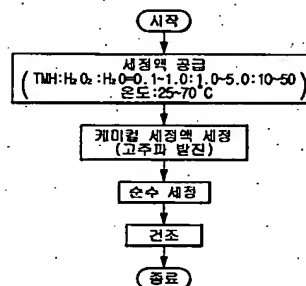 시작
세정액 공급
(TMH:H₂O₂:H₂O=0.1~1.0:1.0~5.0:10~50)
온도:25~70°C
케미컬 세정액 세정
(고주파 발진)
순수 세정
건조
종료